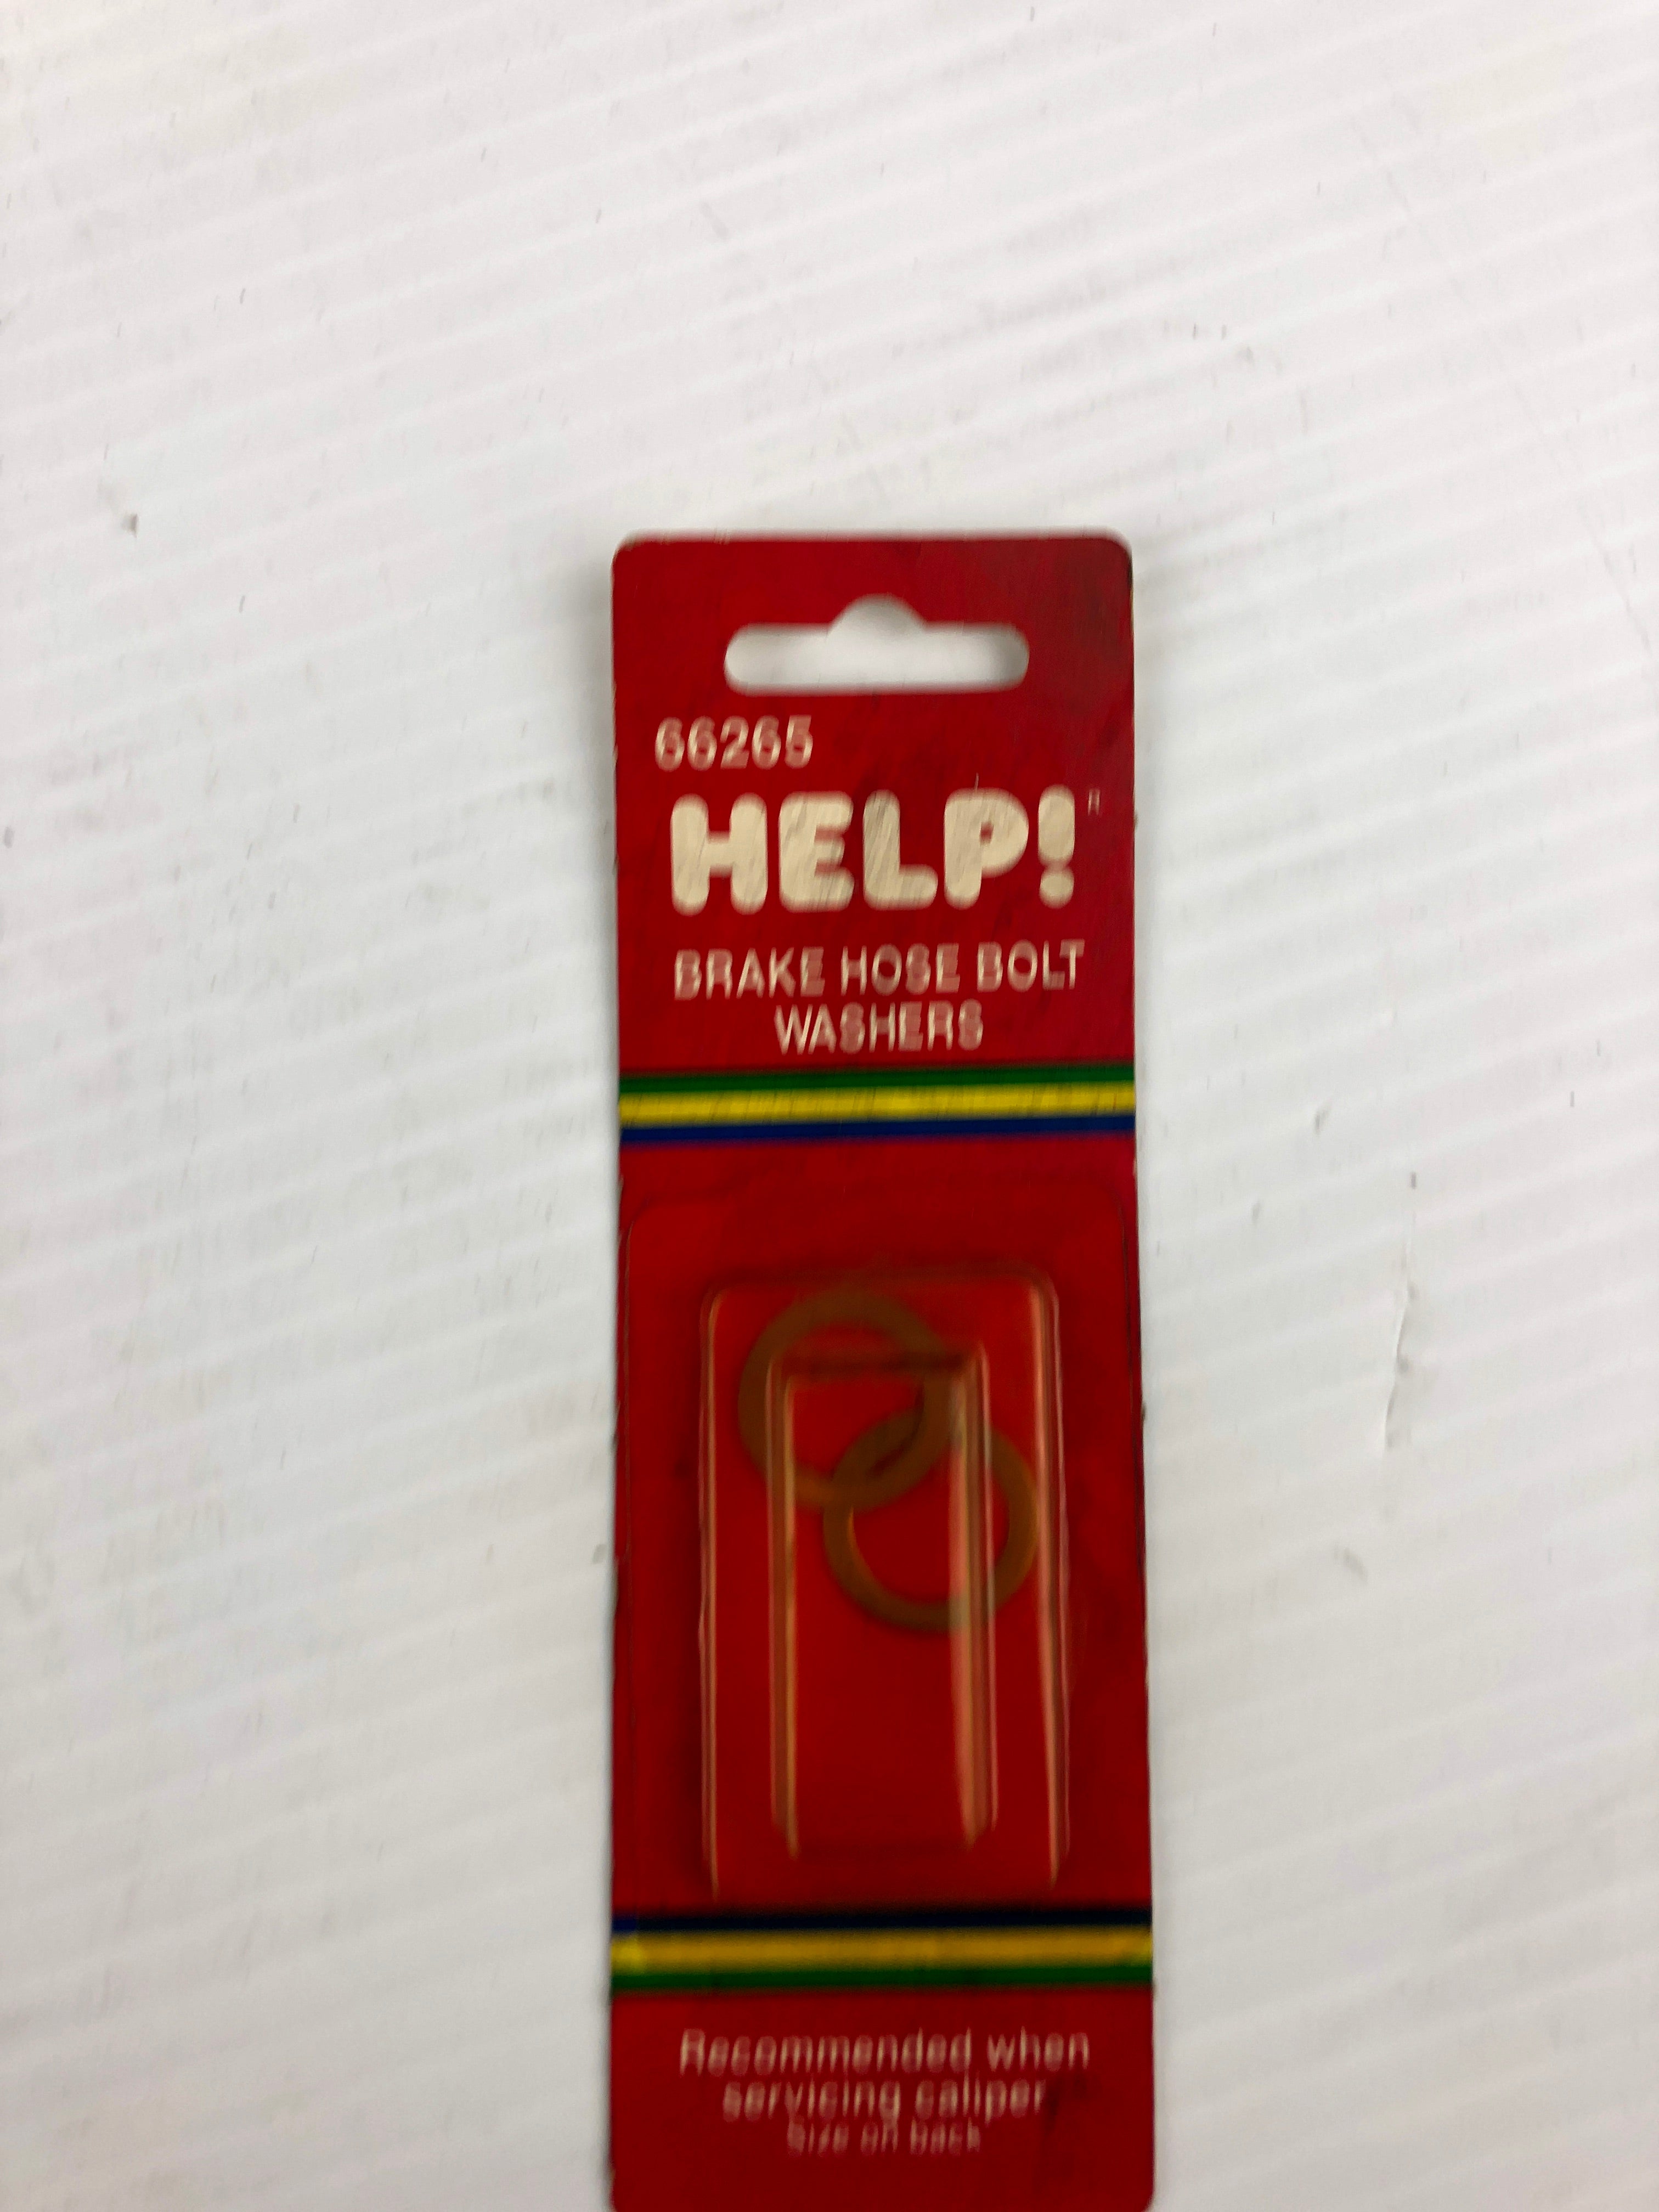 66265
HELP!®
BRAKE HOSE BOLT
WASHERS
Recommended when
servicing caliper
Size on back